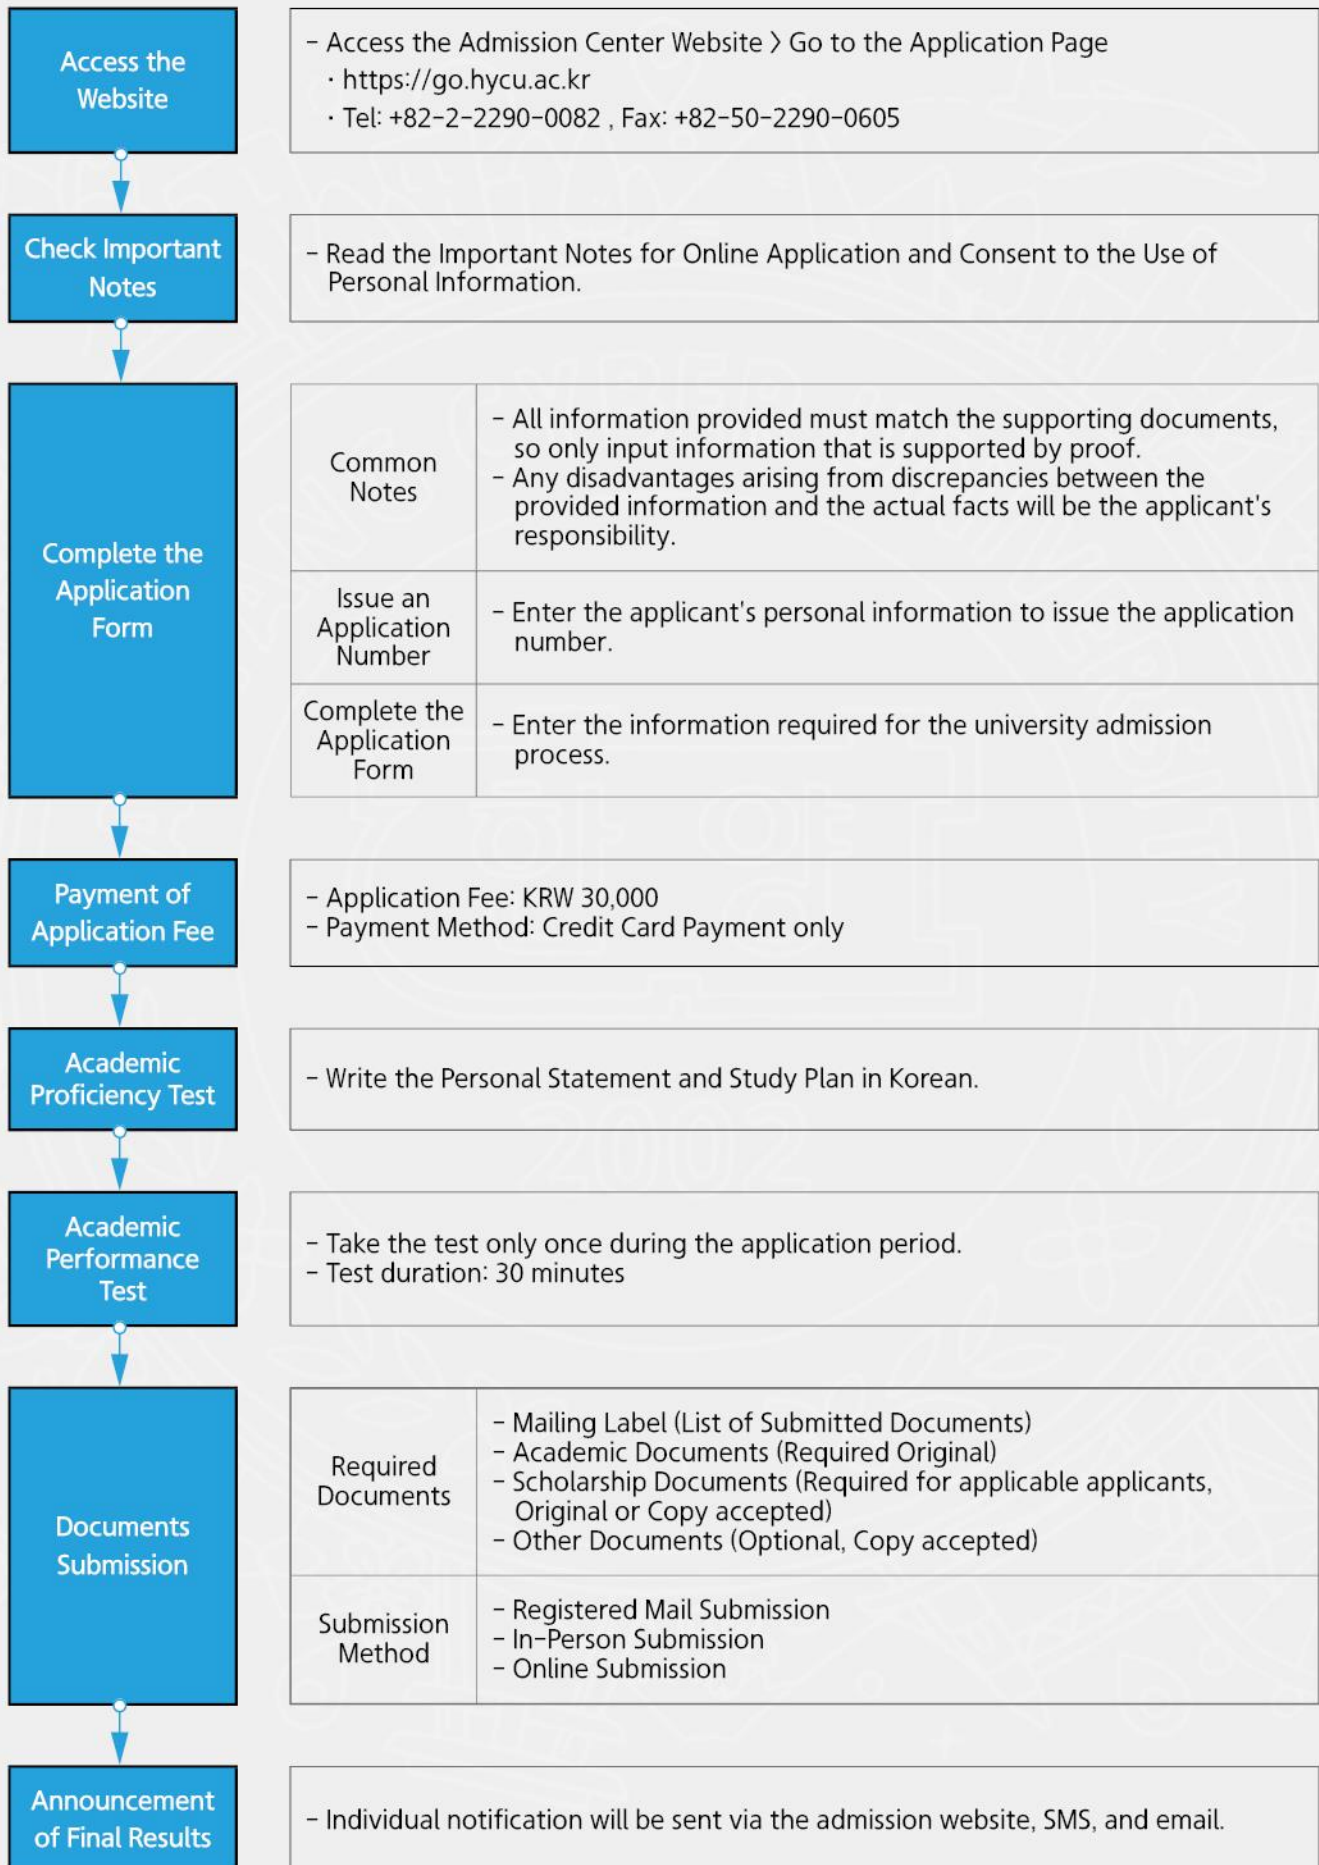 Access the
Website
- Access the Admission Center Website 〉 Go to the Application Page
· https://go.hycu.ac.kr
· Tel: +82-2-2290-0082 , Fax: +82-50-2290-0605
Check Important
Notes
- Read the Important Notes for Online Application and Consent to the Use of
Personal Information.
Complete the
Application
Form
Common
Notes
- All information provided must match the supporting documents,
so only input information that is supported by proof.
- Any disadvantages arising from discrepancies between the
provided information and the actual facts will be the applicant's
responsibility.
Issue an
Application
Number
- Enter the applicant's personal information to issue the application
number.
Complete the
Application
Form
- Enter the information required for the university admission
process.
Payment of
Application Fee
- Application Fee: KRW 30,000
- Payment Method: Credit Card Payment only
Academic
Proficiency Test
- Write the Personal Statement and Study Plan in Korean.
2002
Academic
Performance
Test
- Take the test only once during the application period.
- Test duration: 30 minutes
Documents
Submission
Required
Documents
- Mailing Label (List of Submitted Documents)
- Academic Documents (Required Original)
- Scholarship Documents (Required for applicable applicants,
Original or Copy accepted)
- Other Documents (Optional, Copy accepted)
Submission
Method
- Registered Mail Submission
- In-Person Submission
- Online Submission
Announcement
of Final Results
- Individual notification will be sent via the admission website, SMS, and email.